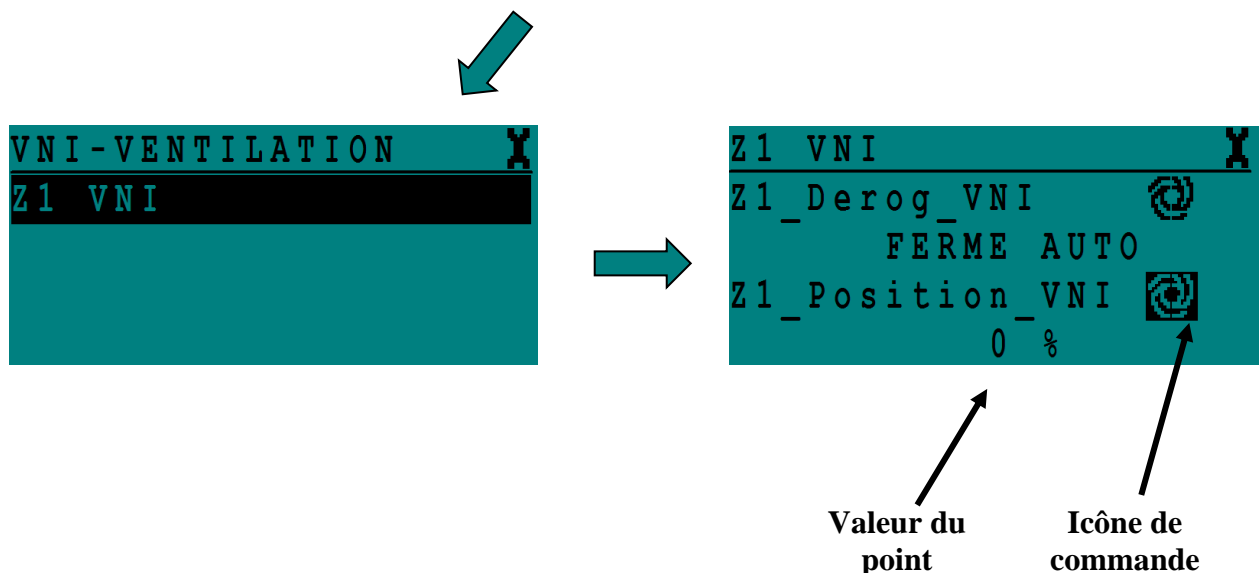 VNI-VENTILATION X
Z1 VNI
Z1 VNI X
Z1_Derog_VNI
FERME AUTO
Z1_Position_VNI
0 %
Valeur du
point
Icône de
commande